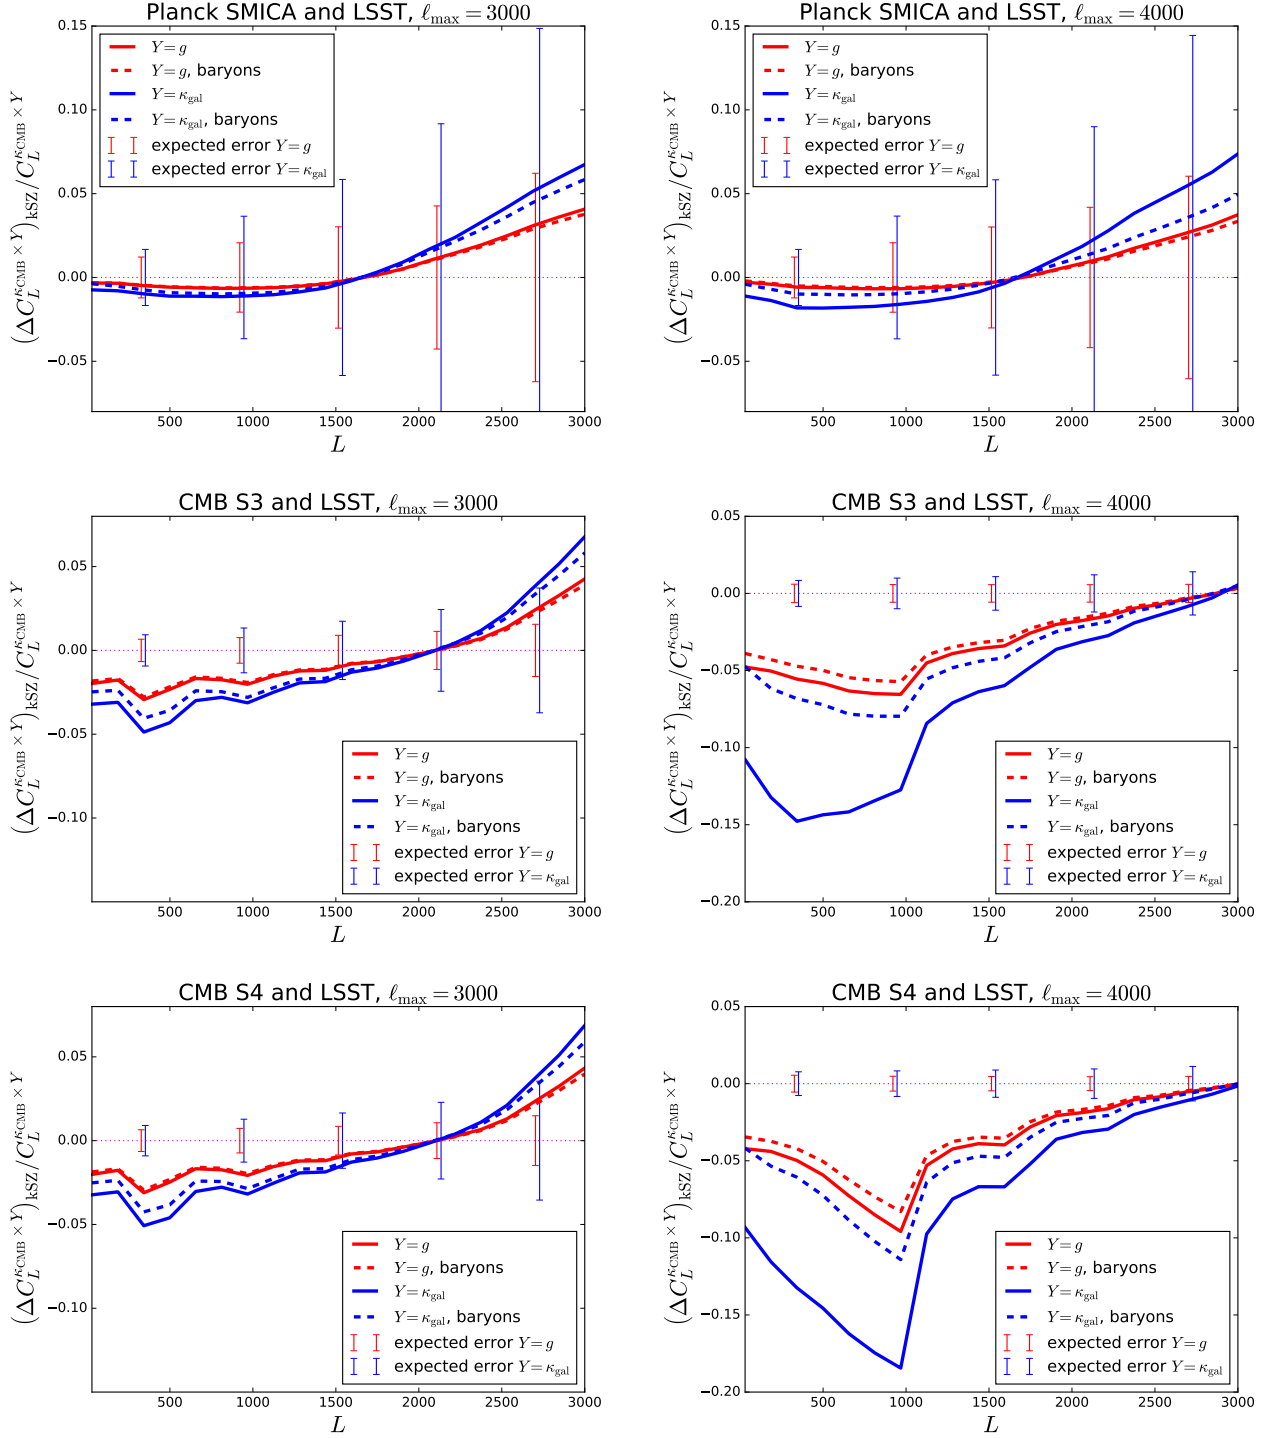 Planck SMICA and LSST, ℓmax = 3000
(ΔC_L^{κCMB × Y})_kSZ / C_L^{κCMB × Y}
0.15
0.10
0.05
0.00
−0.05
Y = g
Y = g, baryons
Y = κgal
Y = κgal, baryons
expected error Y = g
expected error Y = κgal
500 1000 1500 2000 2500 3000
L
Planck SMICA and LSST, ℓmax = 4000
(ΔC_L^{κCMB × Y})_kSZ / C_L^{κCMB × Y}
0.15
0.10
0.05
0.00
−0.05
Y = g
Y = g, baryons
Y = κgal
Y = κgal, baryons
expected error Y = g
expected error Y = κgal
500 1000 1500 2000 2500 3000
L
CMB S3 and LSST, ℓmax = 3000
(ΔC_L^{κCMB × Y})_kSZ / C_L^{κCMB × Y}
0.05
0.00
−0.05
−0.10
Y = g
Y = g, baryons
Y = κgal
Y = κgal, baryons
expected error Y = g
expected error Y = κgal
500 1000 1500 2000 2500 3000
L
CMB S3 and LSST, ℓmax = 4000
(ΔC_L^{κCMB × Y})_kSZ / C_L^{κCMB × Y}
0.05
0.00
−0.05
−0.10
−0.15
−0.20
Y = g
Y = g, baryons
Y = κgal
Y = κgal, baryons
expected error Y = g
expected error Y = κgal
500 1000 1500 2000 2500 3000
L
CMB S4 and LSST, ℓmax = 3000
(ΔC_L^{κCMB × Y})_kSZ / C_L^{κCMB × Y}
0.05
0.00
−0.05
−0.10
Y = g
Y = g, baryons
Y = κgal
Y = κgal, baryons
expected error Y = g
expected error Y = κgal
500 1000 1500 2000 2500 3000
L
CMB S4 and LSST, ℓmax = 4000
(ΔC_L^{κCMB × Y})_kSZ / C_L^{κCMB × Y}
0.05
0.00
−0.05
−0.10
−0.15
−0.20
Y = g
Y = g, baryons
Y = κgal
Y = κgal, baryons
expected error Y = g
expected error Y = κgal
500 1000 1500 2000 2500 3000
L